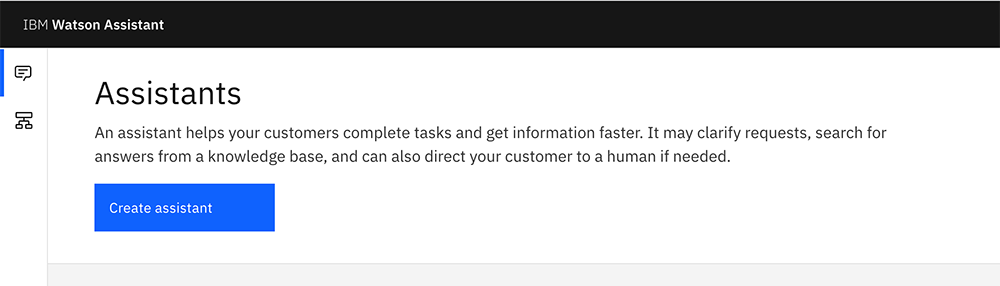 IBM Watson Assistant
Assistants
An assistant helps your customers complete tasks and get information faster. It may clarify requests, search for
answers from a knowledge base, and can also direct your customer to a human if needed.
Create assistant